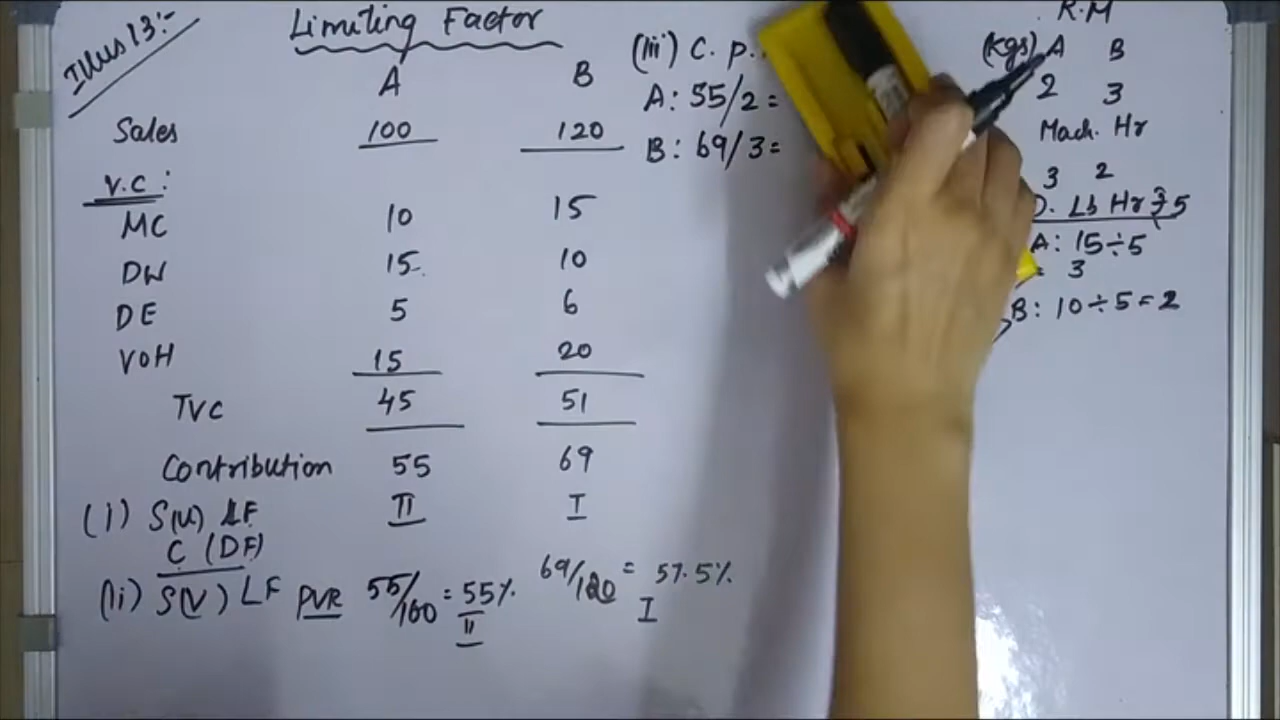 Illus 13:-
Limiting Factor
A B
Sales 100 120
V.C :
MC 10 15
DW 15 10
DE 5 6
VOH 15 20
TVC 45 51
Contribution 55 69
(i) S(U) LF II I
C (DF)
(ii) S(V) LF PVR 55/100 = 55% 69/120 = 57.5%
II I
(iii) C. p.
A: 55/2 =
B: 69/3 =
R.M
(kgs) A B
2 3
Mach. Hr
3 2
D. Lb Hr 5
A: 15÷5
= 3
B: 10÷5=2